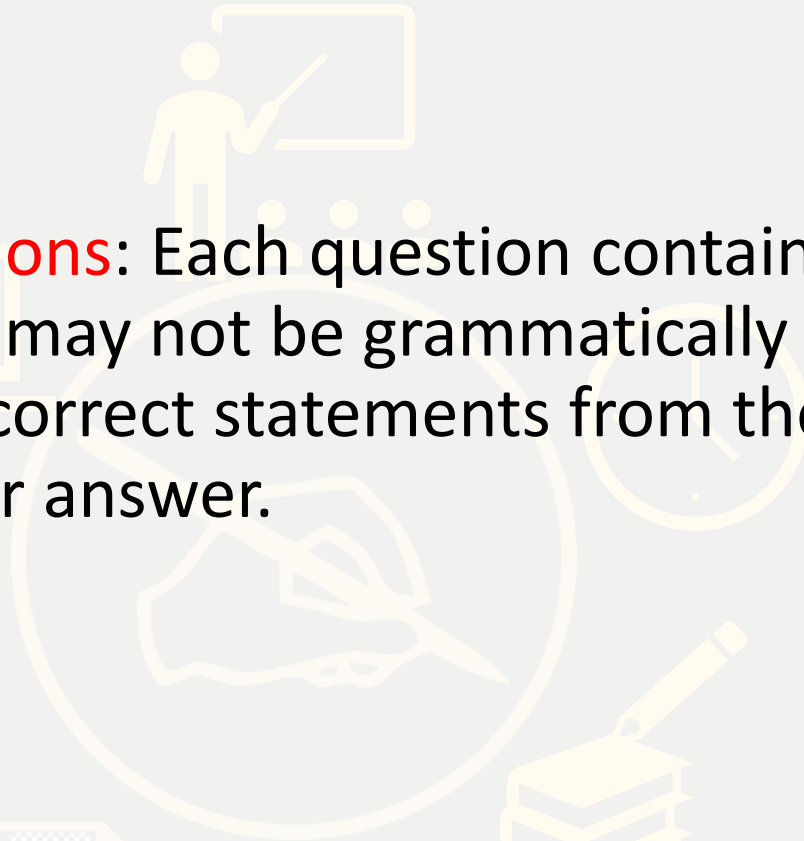 ons: Each question contain
may not be grammatically
correct statements from the
r answer.